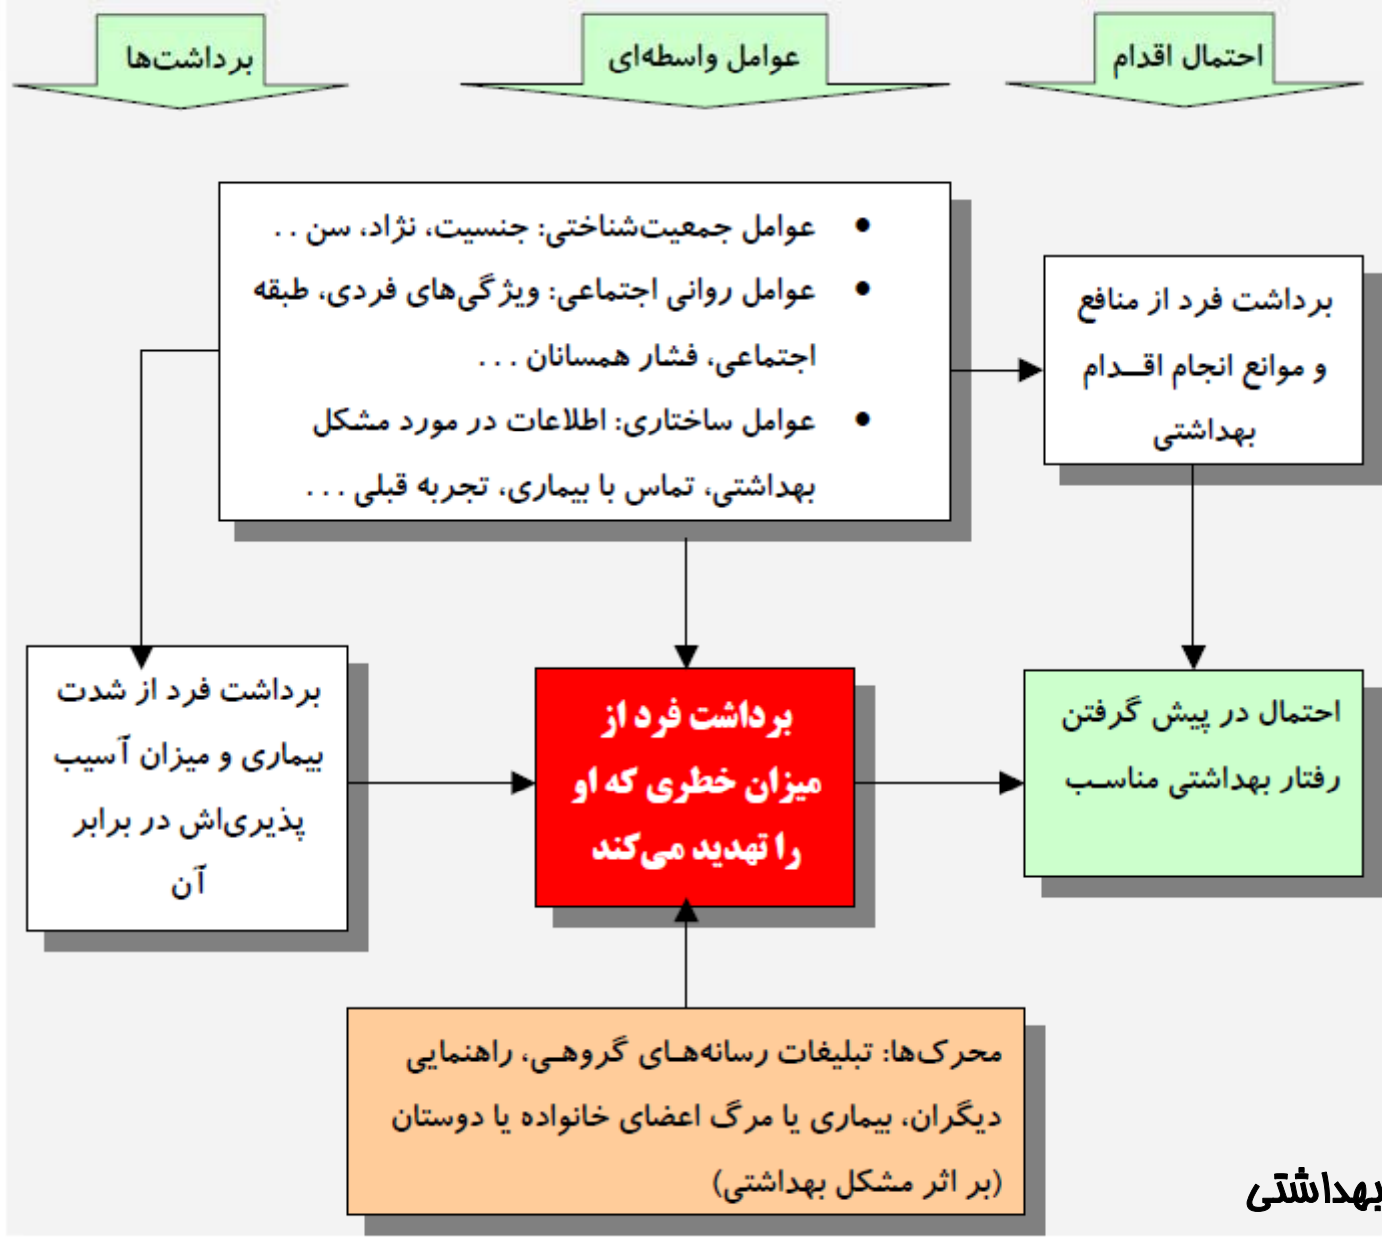 احتمال اقدام
عوامل واسطه‌ای
برداشت‌ها
• عوامل جمعیت‌شناختی: جنسیت، نژاد، سن . .
• عوامل روانی اجتماعی: ویژگی‌های فردی، طبقه
اجتماعی، فشار همسانان . . .
• عوامل ساختاری: اطلاعات در مورد مشکل
بهداشتی، تماس با بیماری، تجربه قبلی . . .
برداشت فرد از منافع
و موانع انجام اقــدام
بهداشتی
برداشت فرد از شدت
بیماری و میزان آسیب
پذیری‌اش در برابر
آن
برداشت فرد از
میزان خطری که او
را تهدید می‌کند
احتمال در پیش گرفتن
رفتار بهداشتی مناسـب
محرک‌ها: تبلیغات رسانه‌هـای گروهـی، راهنمایی
دیگران، بیماری یا مرگ اعضای خانواده یا دوستان
(بر اثر مشکل بهداشتی)
بهداشتی